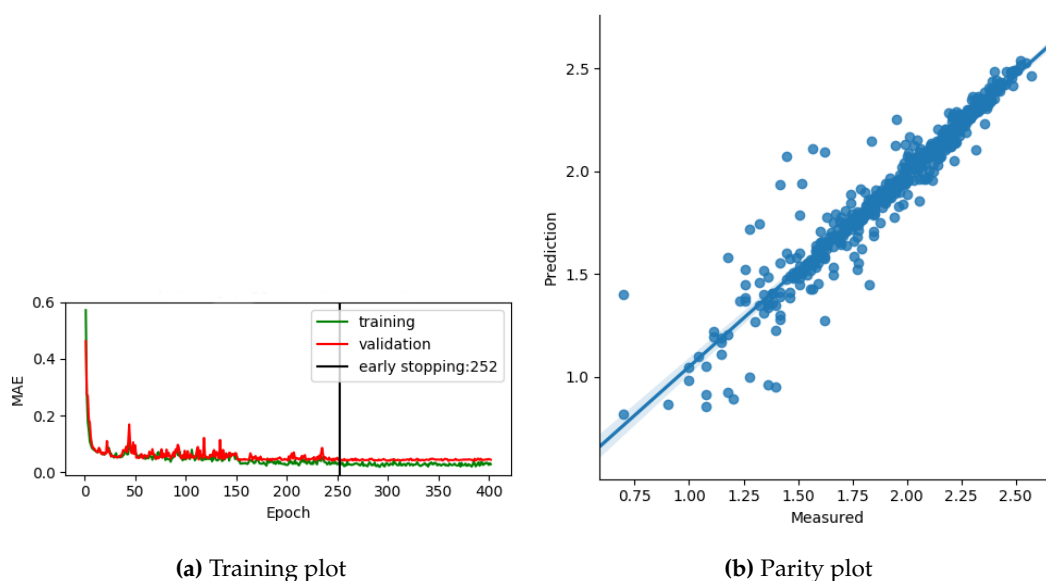 0.6
0.4
0.2
0.0
MAE
training
validation
early stopping:252
0 50 100 150 200 250 300 350 400
Epoch
(a) Training plot
2.5
2.0
1.5
1.0
Prediction
0.75 1.00 1.25 1.50 1.75 2.00 2.25 2.50
Measured
(b) Parity plot